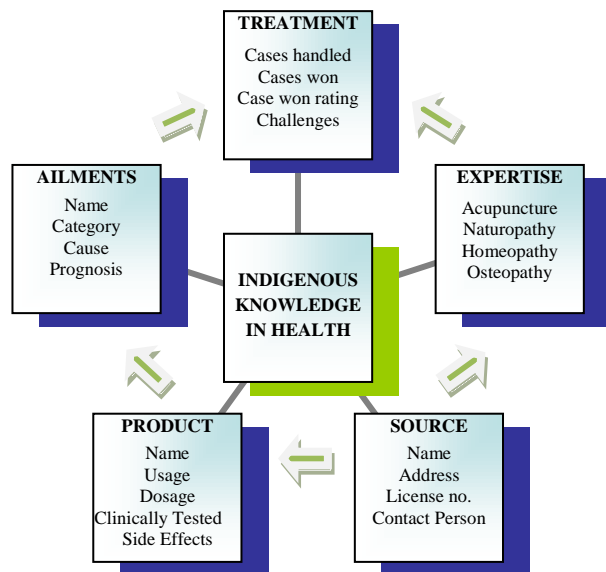 TREATMENT
Cases handled
Cases won
Case won rating
Challenges
AILMENTS
Name
Category
Cause
Prognosis
EXPERTISE
Acupuncture
Naturopathy
Homeopathy
Osteopathy
INDIGENOUS
KNOWLEDGE
IN HEALTH
PRODUCT
Name
Usage
Dosage
Clinically Tested
Side Effects
SOURCE
Name
Address
License no.
Contact Person